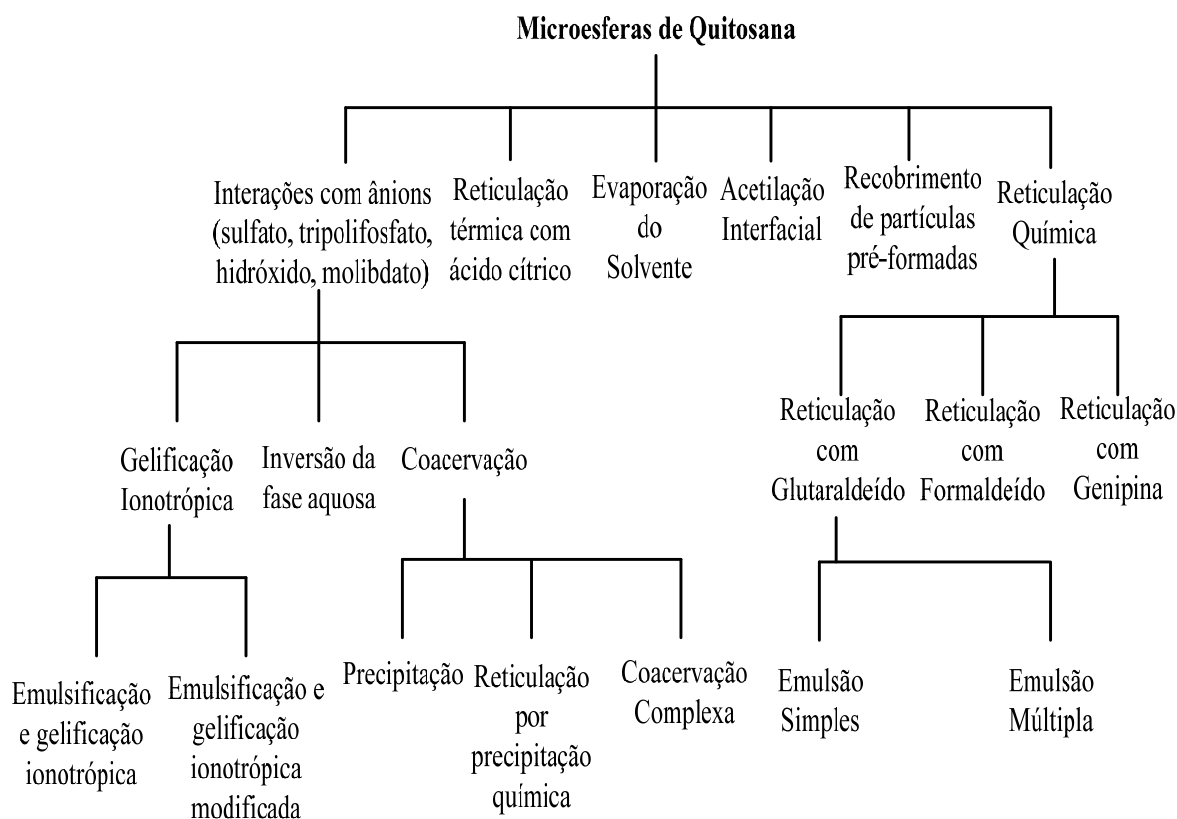 Microesferas de Quitosana
Interações com ânions
(sulfato, tripolifosfato,
hidróxido, molibdato)
Reticulação
térmica com
ácido cítrico
Evaporação
do
Solvente
Acetilação
Interfacial
Recobrimento
de partículas
pré-formadas
Reticulação
Química
Gelificação
Ionotrópica
Inversão da
fase aquosa
Coacervação
Reticulação
com
Glutaraldeído
Reticulação
com
Formaldeído
Reticulação
com
Genipina
Emulsificação
e gelificação
ionotrópica
Emulsificação e
gelificação
ionotrópica
modificada
Precipitação
Reticulação
por
precipitação
química
Coacervação
Complexa
Emulsão
Simples
Emulsão
Múltipla